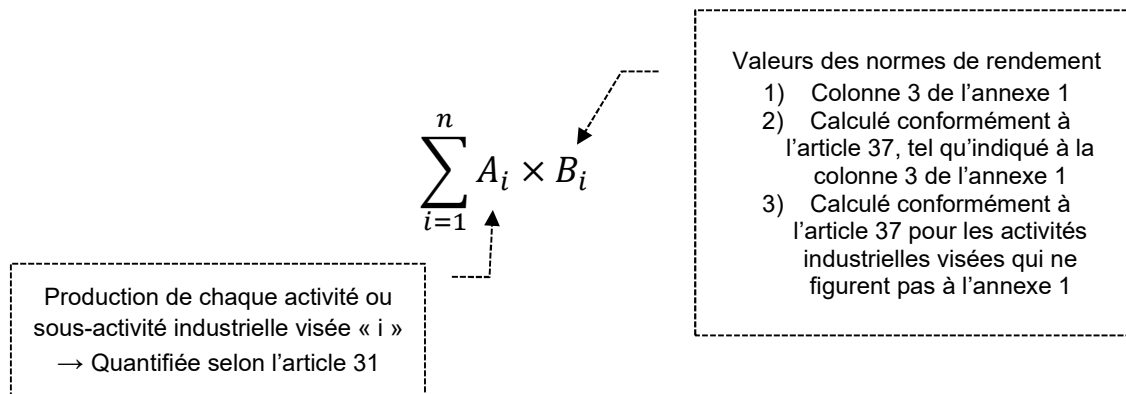 Valeurs des normes de rendement
1) Colonne 3 de l'annexe 1
2) Calculé conformément à
l'article 37, tel qu'indiqué à la
colonne 3 de l'annexe 1
3) Calculé conformément à
l'article 37 pour les activités
industrielles visées qui ne
figurent pas à l'annexe 1
n
∑ A_i × B_i
i=1
Production de chaque activité ou
sous-activité industrielle visée « i »
→ Quantifiée selon l'article 31